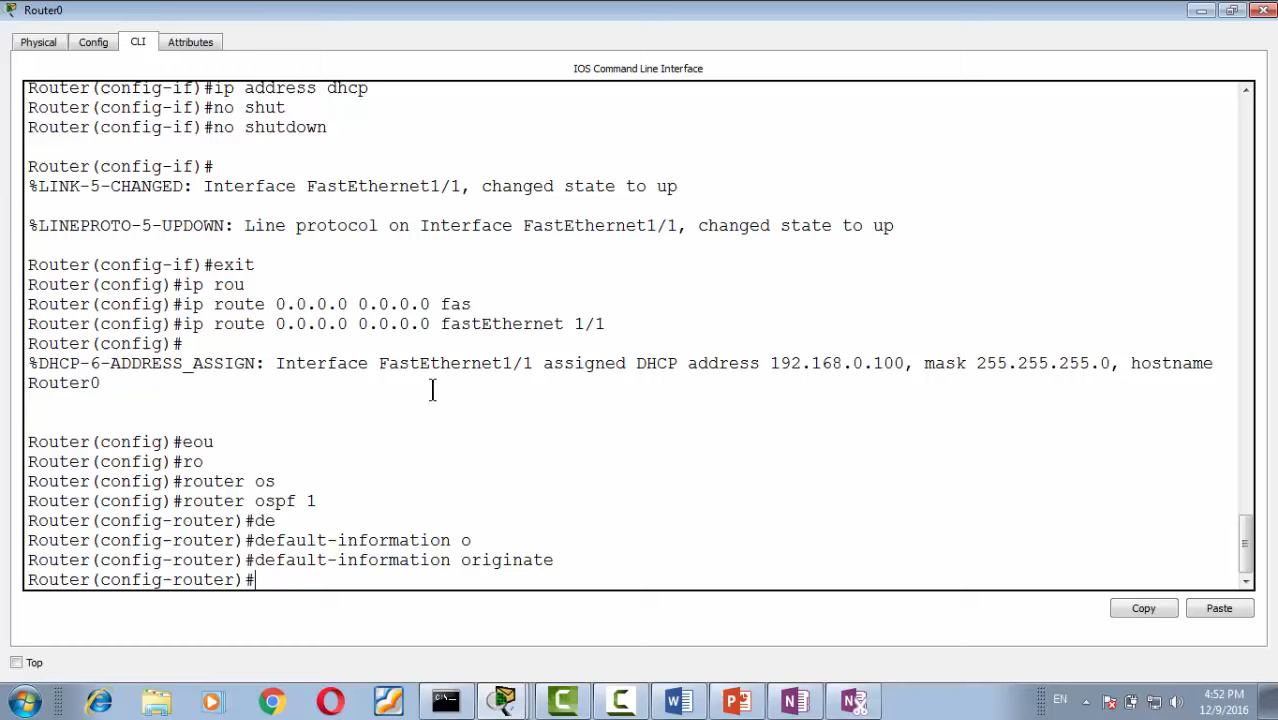 Router0
Physical Config CLI Attributes
IOS Command Line Interface
Router(config-if)#ip address dhcp
Router(config-if)#no shut
Router(config-if)#no shutdown
Router(config-if)#
%LINK-5-CHANGED: Interface FastEthernet1/1, changed state to up
%LINEPROTO-5-UPDOWN: Line protocol on Interface FastEthernet1/1, changed state to up
Router(config-if)#exit
Router(config)#ip rou
Router(config)#ip route 0.0.0.0 0.0.0.0 fas
Router(config)#ip route 0.0.0.0 0.0.0.0 fastEthernet 1/1
Router(config)#
%DHCP-6-ADDRESS_ASSIGN: Interface FastEthernet1/1 assigned DHCP address 192.168.0.100, mask 255.255.255.0, hostname
Router0
Router(config)#eou
Router(config)#ro
Router(config)#router os
Router(config)#router ospf 1
Router(config-router)#de
Router(config-router)#default-information o
Router(config-router)#default-information originate
Router(config-router)#
Copy Paste
Top
EN 4:52 PM
12/9/2016